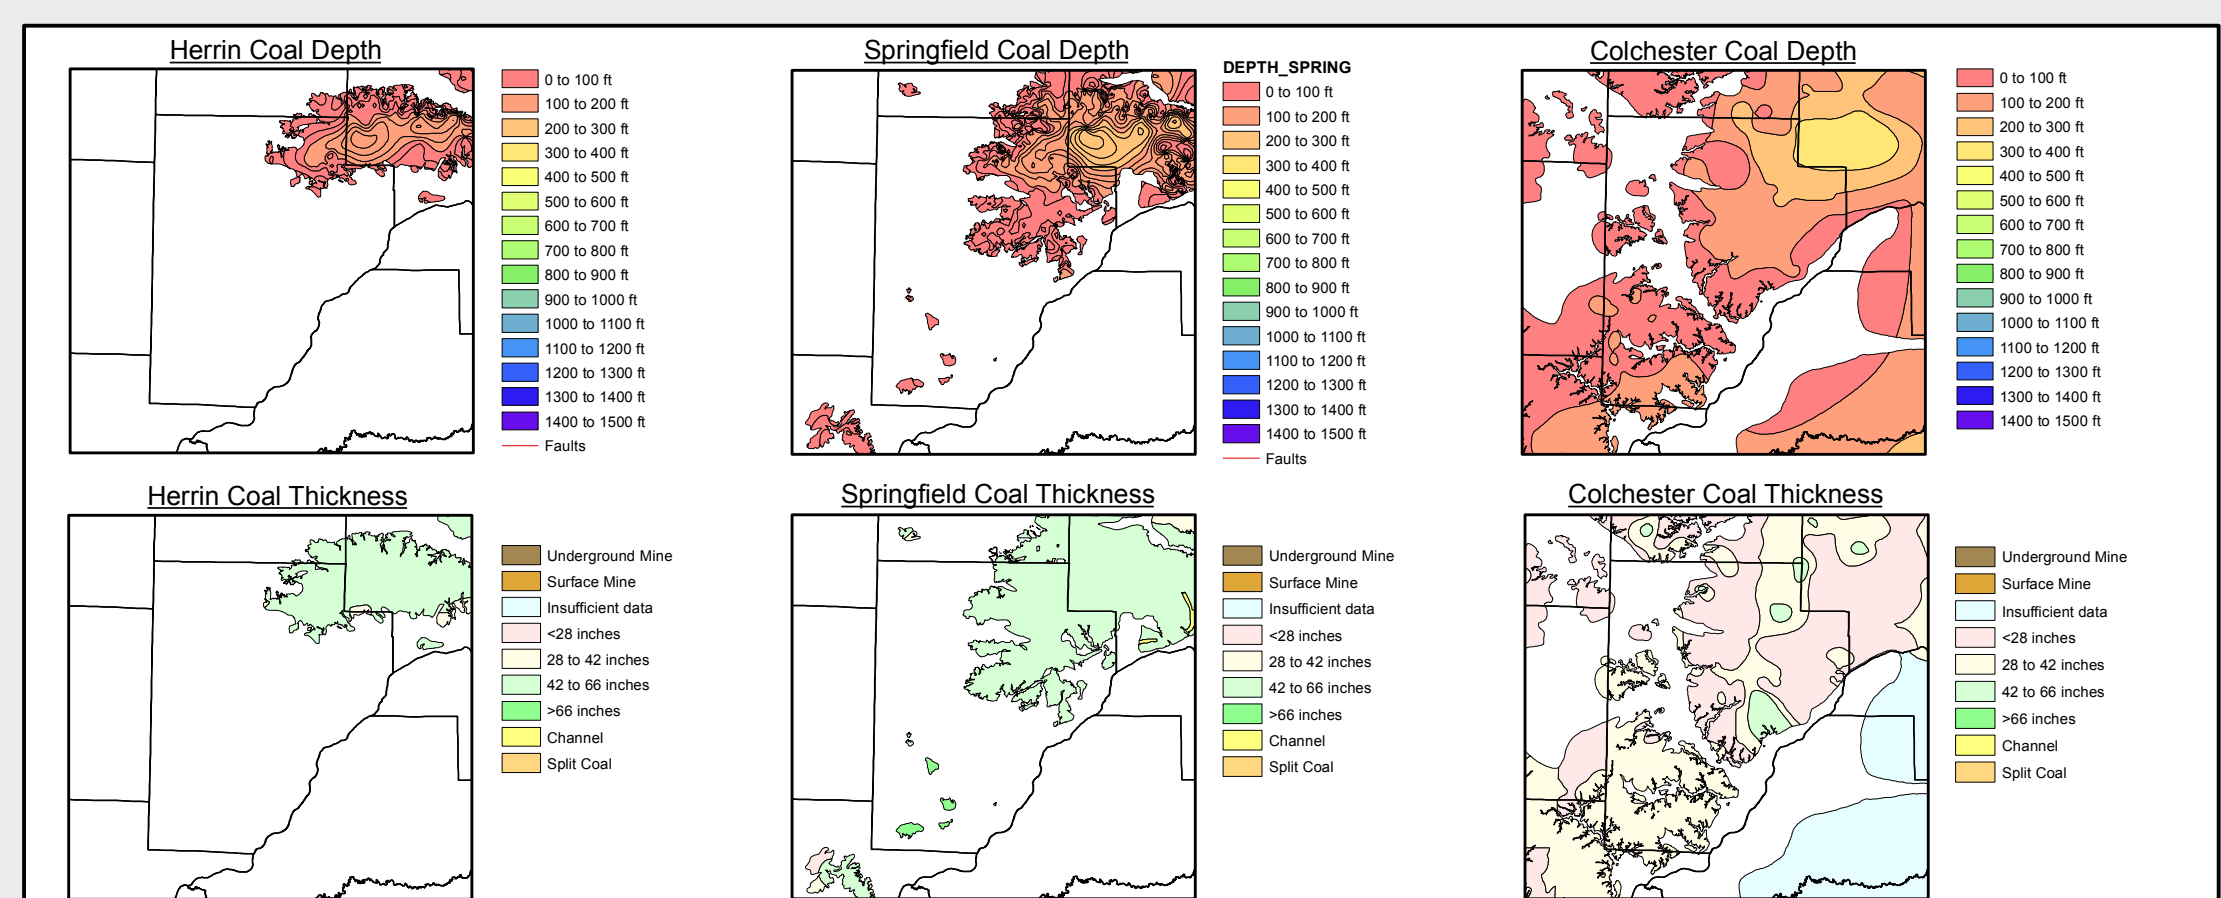 Herrin Coal Depth
0 to 100 ft
100 to 200 ft
200 to 300 ft
300 to 400 ft
400 to 500 ft
500 to 600 ft
600 to 700 ft
700 to 800 ft
800 to 900 ft
900 to 1000 ft
1000 to 1100 ft
1100 to 1200 ft
1200 to 1300 ft
1300 to 1400 ft
1400 to 1500 ft
Faults
Springfield Coal Depth
DEPTH_SPRING
0 to 100 ft
100 to 200 ft
200 to 300 ft
300 to 400 ft
400 to 500 ft
500 to 600 ft
600 to 700 ft
700 to 800 ft
800 to 900 ft
900 to 1000 ft
1000 to 1100 ft
1100 to 1200 ft
1200 to 1300 ft
1300 to 1400 ft
1400 to 1500 ft
Faults
Colchester Coal Depth
0 to 100 ft
100 to 200 ft
200 to 300 ft
300 to 400 ft
400 to 500 ft
500 to 600 ft
600 to 700 ft
700 to 800 ft
800 to 900 ft
900 to 1000 ft
1000 to 1100 ft
1100 to 1200 ft
1200 to 1300 ft
1300 to 1400 ft
1400 to 1500 ft
Herrin Coal Thickness
Underground Mine
Surface Mine
Insufficient data
<28 inches
28 to 42 inches
42 to 66 inches
>66 inches
Channel
Split Coal
Springfield Coal Thickness
Underground Mine
Surface Mine
Insufficient data
<28 inches
28 to 42 inches
42 to 66 inches
>66 inches
Channel
Split Coal
Colchester Coal Thickness
Underground Mine
Surface Mine
Insufficient data
<28 inches
28 to 42 inches
42 to 66 inches
>66 inches
Channel
Split Coal